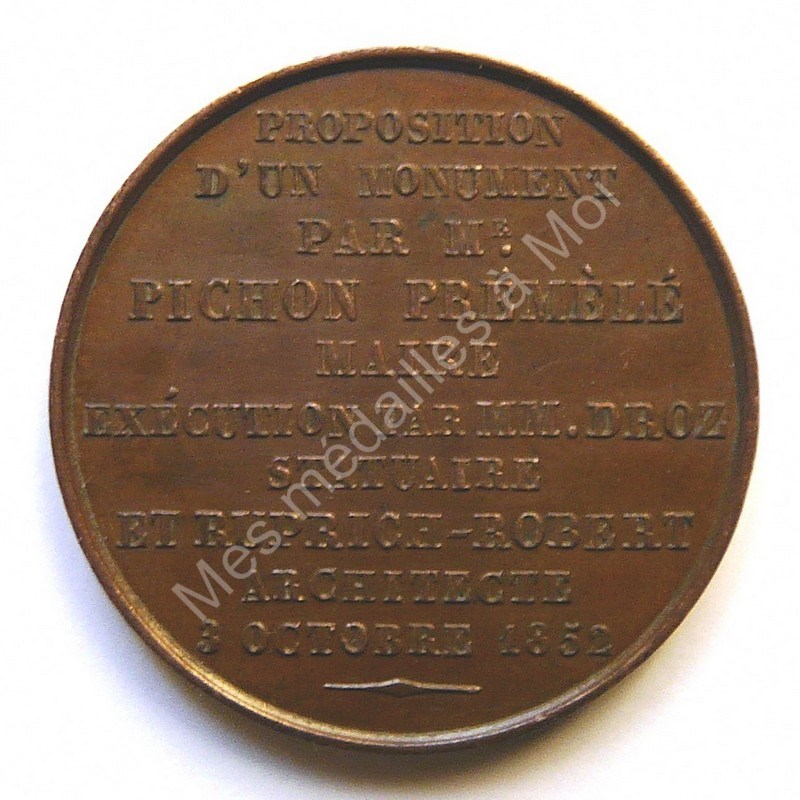 PROPOSITION
D'UN MONUMENT
PAR MR.
PICHON PREMÈLÉ
MAIRE
EXÉCUTION PAR MM. DROZ
STATUAIRE
ET RUPRICH-ROBERT
ARCHITECTE
3 OCTOBRE 1852
Mes médailles à Moi